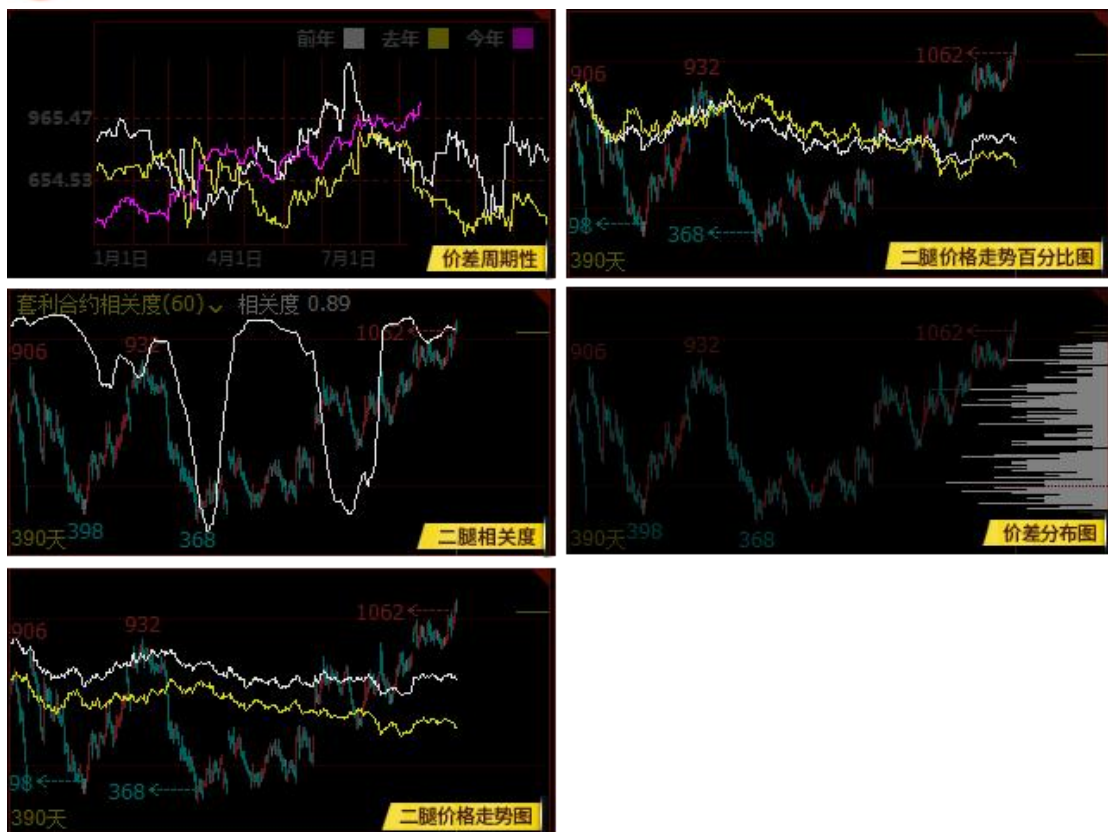 前年 去年 今年
965.47
654.53
1月1日 4月1日 7月1日
价差周期性
1062
906
932
98
368
390天
二腿价格走势百分比图
套利合约相关度(60) 相关度 0.89
1062
906
932
390天
398
368
二腿相关度
1062
906
932
390天
398
368
价差分布图
1062
906
932
98
368
390天
二腿价格走势图